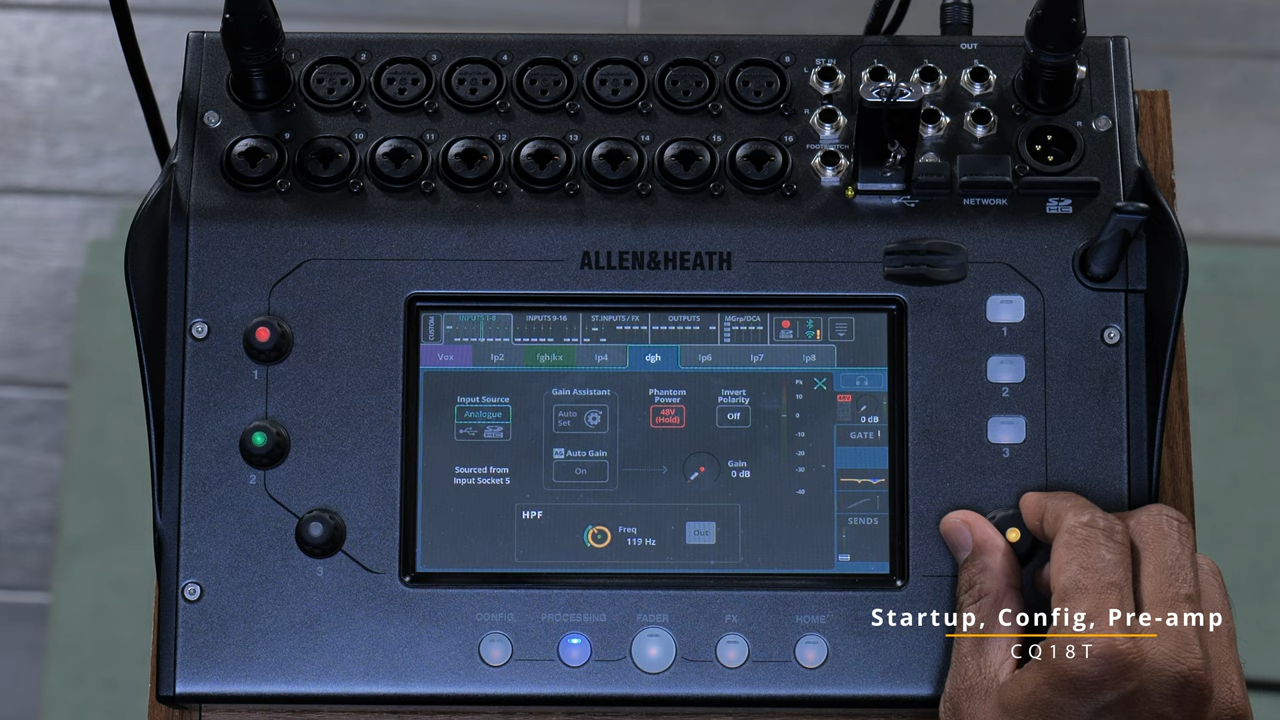 OUT
2 3 4 5 6 7 8
ST IN
L
R
9 10 11 12 13 14 15 16
FOOTSWITCH
R
NETWORK
ALLEN&HEATH
CUSTOM
INPUTS 1-8
INPUTS 9-16
ST.INPUTS / FX
OUTPUTS
MGrp/DCA
Vox
Ip2
fghjkx
Ip4
dgh
Ip6
Ip7
Ip8
Input Source
Analogue
Sourced from
Input Socket 5
Gain Assistant
Auto
Set
AG Auto Gain
On
Phantom
Power
48V
(Hold)
Invert
Polarity
Off
Gain
0 dB
Pk
10
0
-10
-20
-30
-40
48V
0 dB
GATE
SENDS
HPF
Freq
119 Hz
Out
1
2
3
1
2
3
CONFIG
PROCESSING
FADER
FX
HOME
Startup, Config, Pre-amp
CQ18T